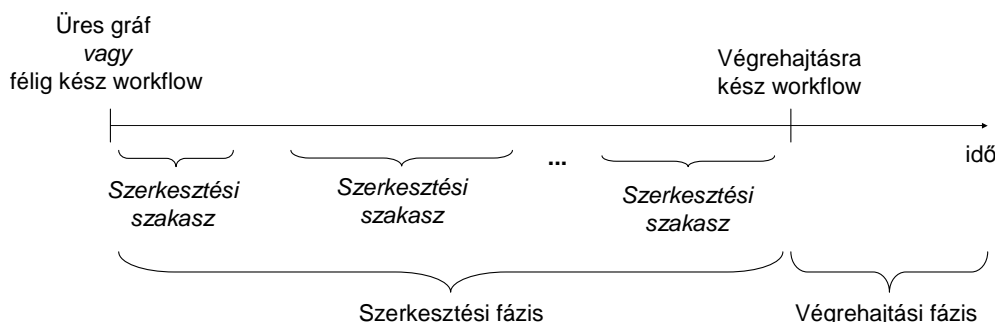 Üres gráf
vagy
félig kész workflow
Végrehajtásra
kész workflow
idő
Szerkesztési
szakasz
Szerkesztési
szakasz
...
Szerkesztési
szakasz
Szerkesztési fázis
Végrehajtási fázis